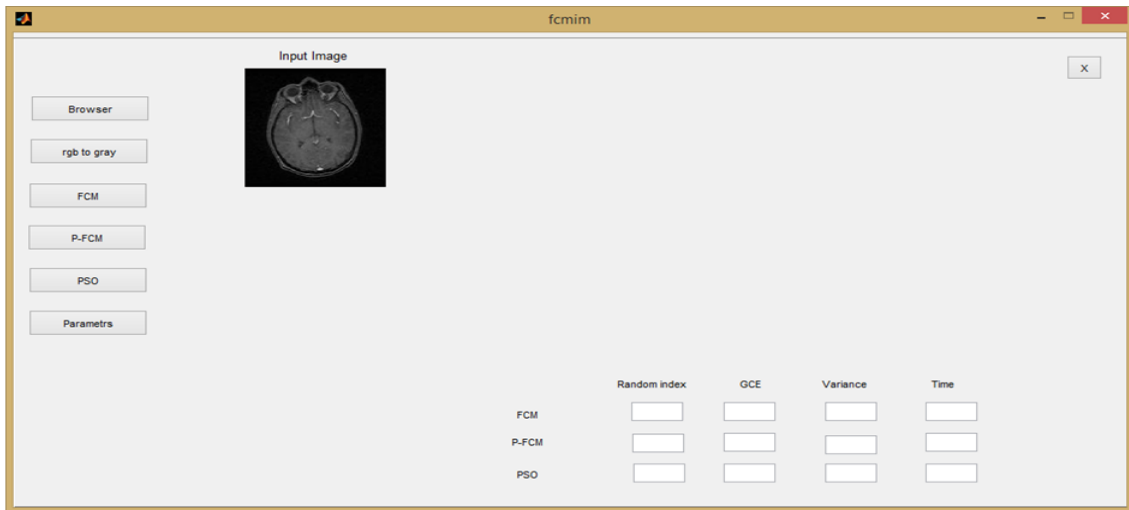 fcmim
Input Image
x
Browser
rgb to gray
FCM
P-FCM
PSO
Parametrs
Random index GCE Variance Time
FCM
P-FCM
PSO